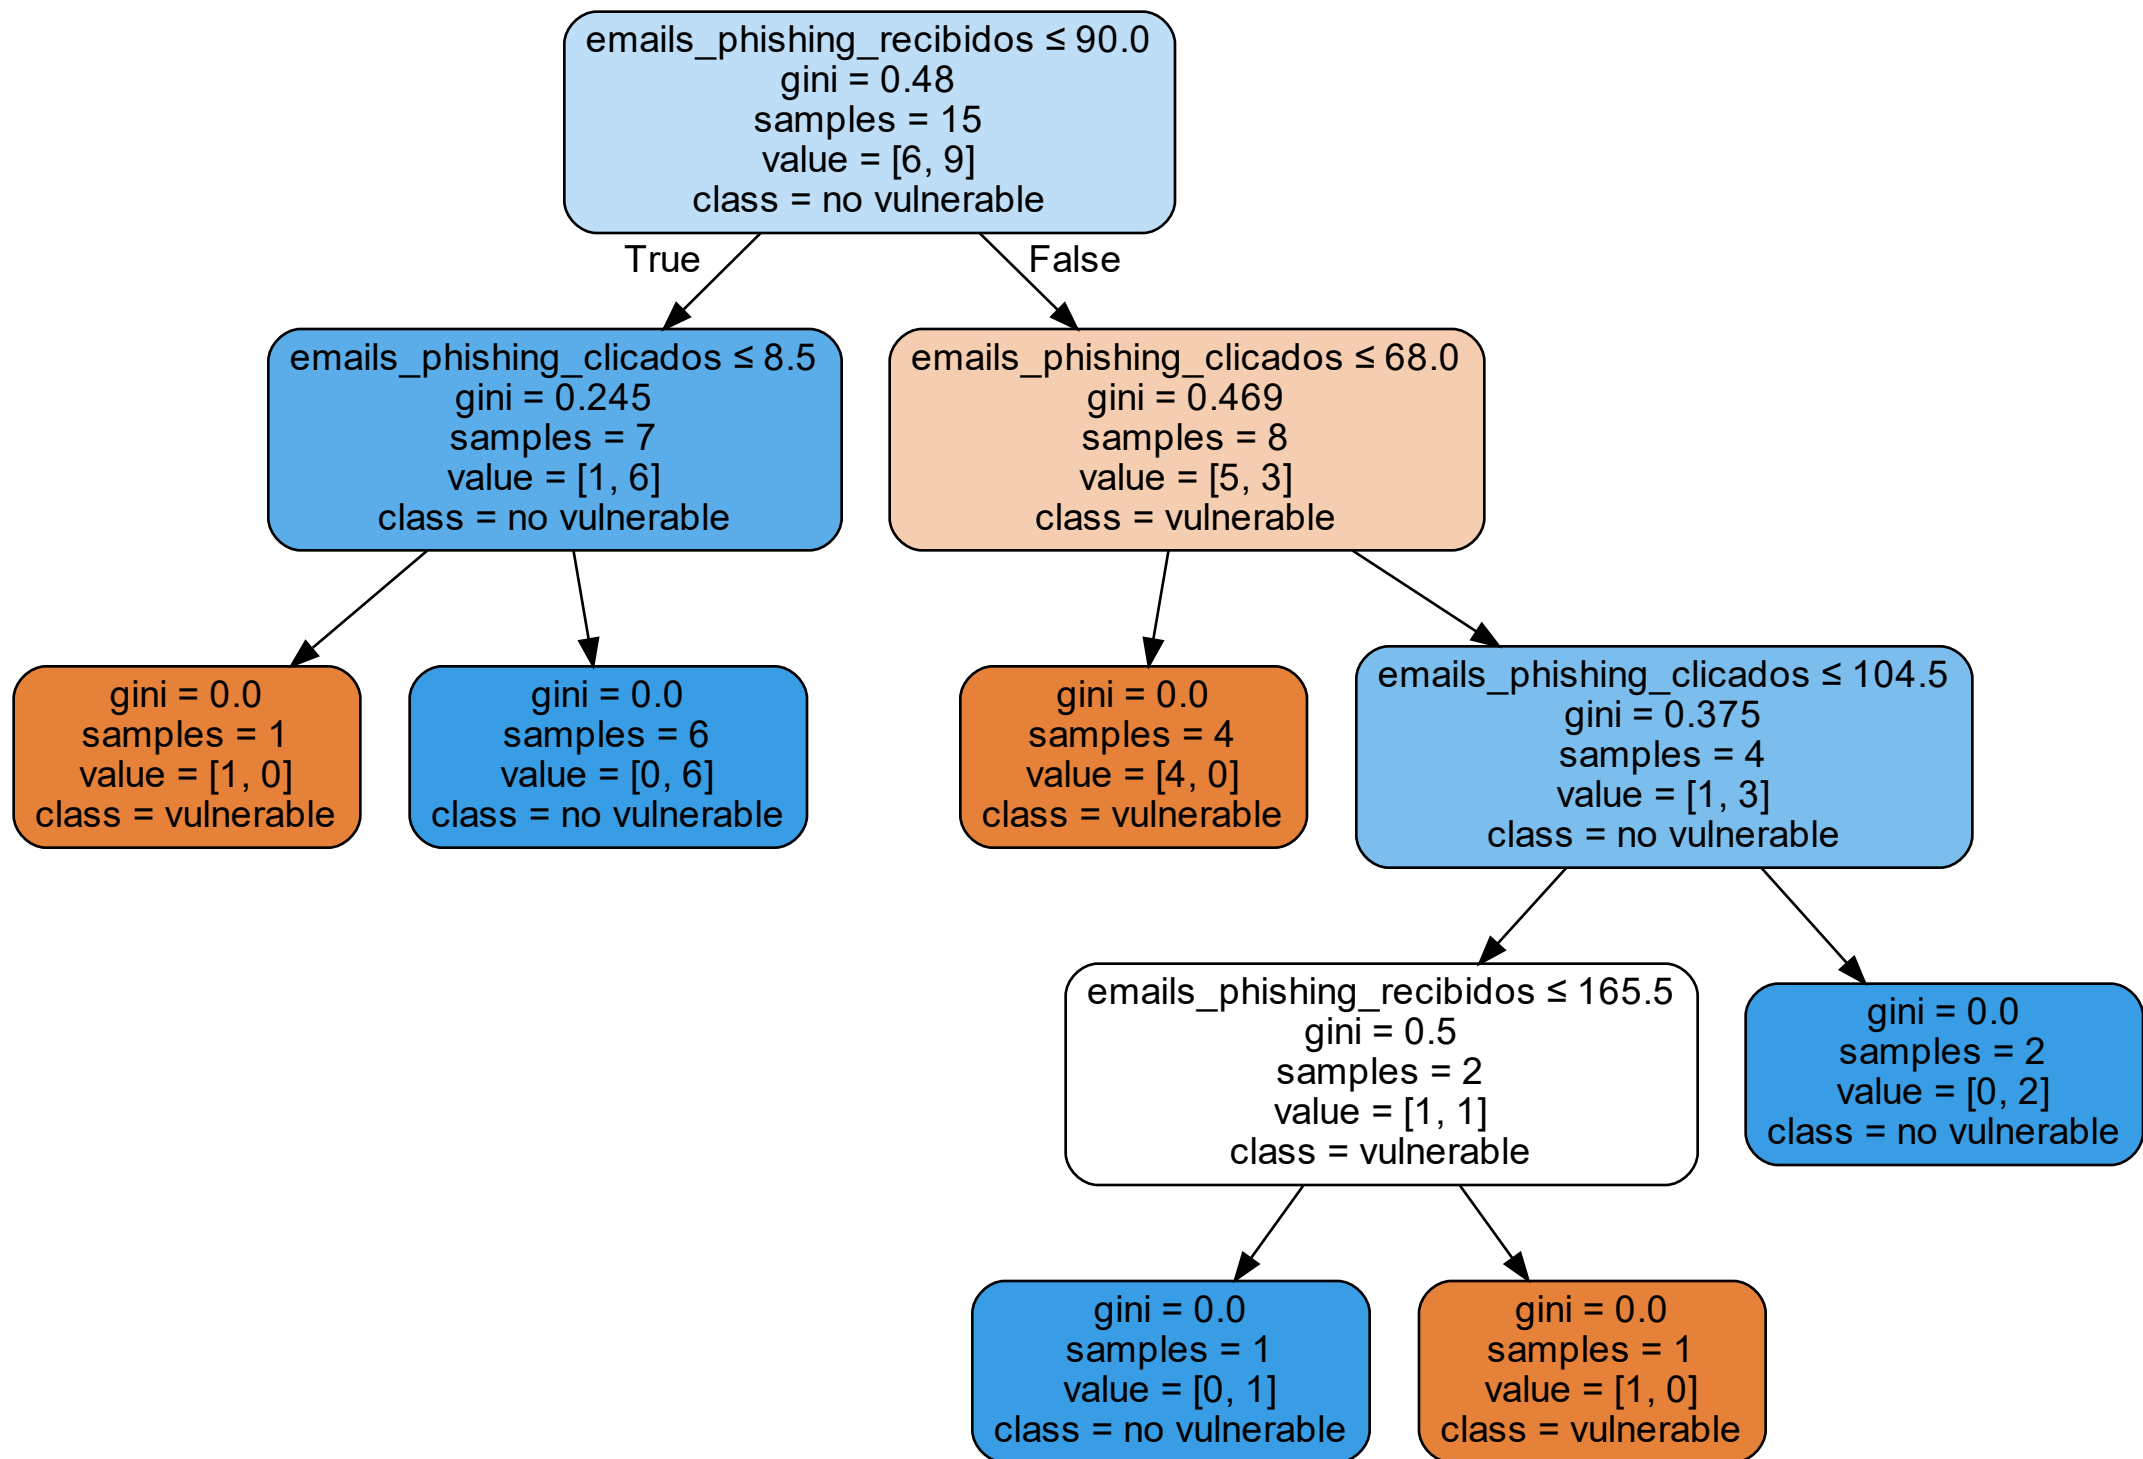 emails_phishing_recibidos ≤ 90.0
gini = 0.48
samples = 15
value = [6, 9]
class = no vulnerable
True
False
emails_phishing_clicados ≤ 8.5
gini = 0.245
samples = 7
value = [1, 6]
class = no vulnerable
emails_phishing_clicados ≤ 68.0
gini = 0.469
samples = 8
value = [5, 3]
class = vulnerable
gini = 0.0
samples = 1
value = [1, 0]
class = vulnerable
gini = 0.0
samples = 6
value = [0, 6]
class = no vulnerable
gini = 0.0
samples = 4
value = [4, 0]
class = vulnerable
emails_phishing_clicados ≤ 104.5
gini = 0.375
samples = 4
value = [1, 3]
class = no vulnerable
emails_phishing_recibidos ≤ 165.5
gini = 0.5
samples = 2
value = [1, 1]
class = vulnerable
gini = 0.0
samples = 2
value = [0, 2]
class = no vulnerable
gini = 0.0
samples = 1
value = [0, 1]
class = no vulnerable
gini = 0.0
samples = 1
value = [1, 0]
class = vulnerable